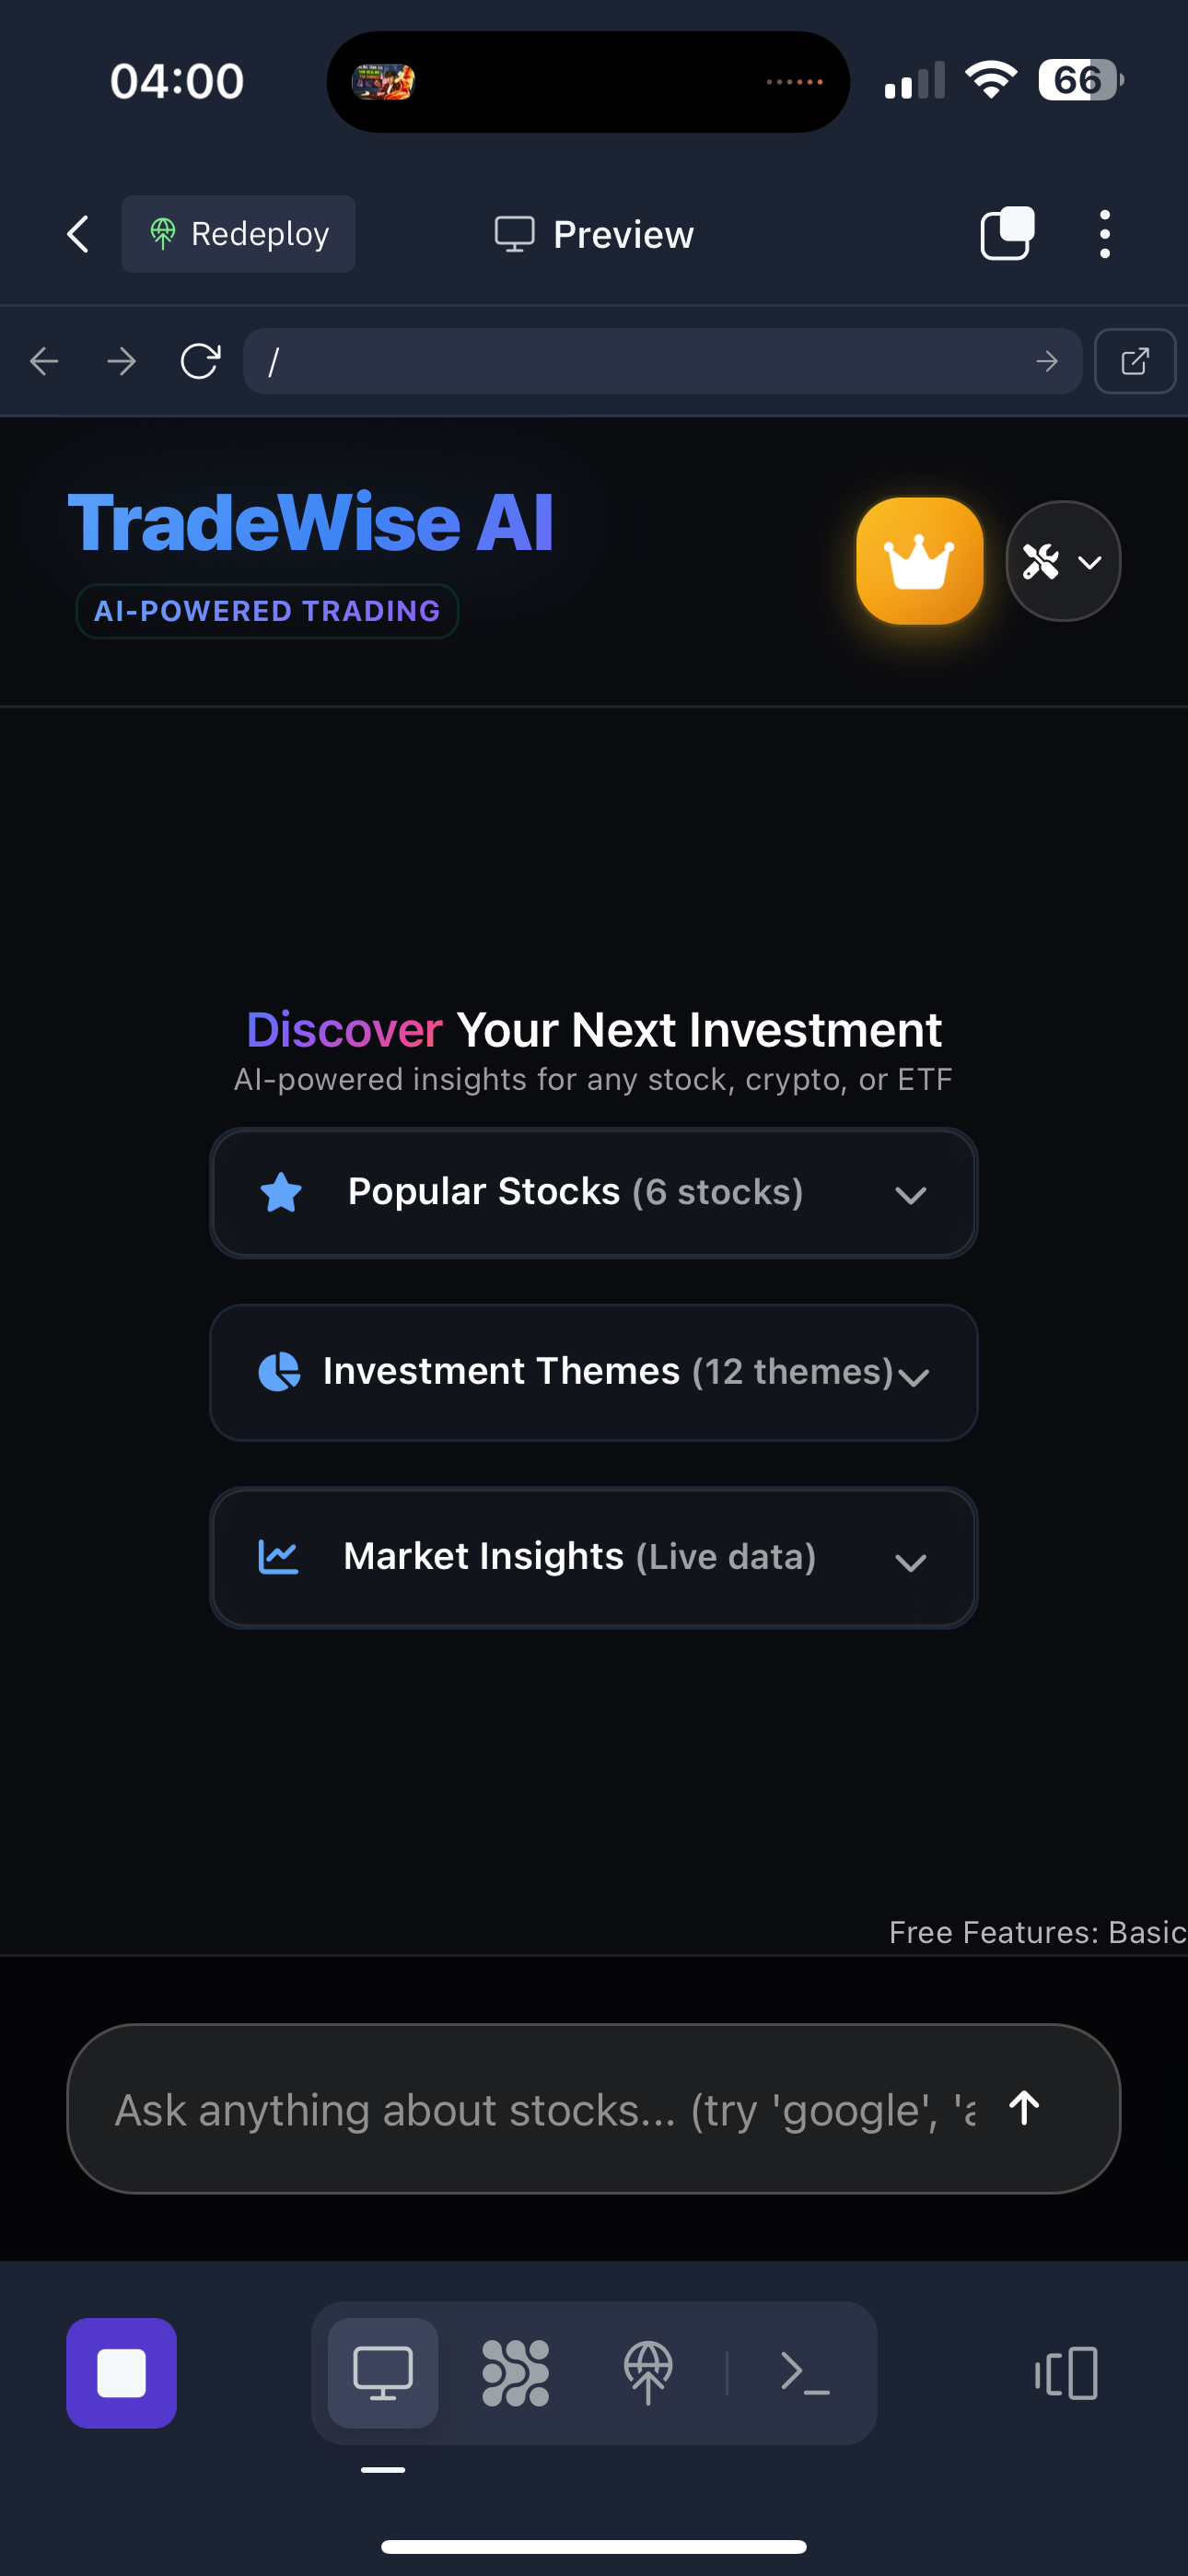 04:00
66
Redeploy
Preview
/
TradeWise AI
AI-POWERED TRADING
Discover Your Next Investment
AI-powered insights for any stock, crypto, or ETF
Popular Stocks (6 stocks)
Investment Themes (12 themes)
Market Insights (Live data)
Free Features: Basic
Ask anything about stocks... (try 'google', 'a